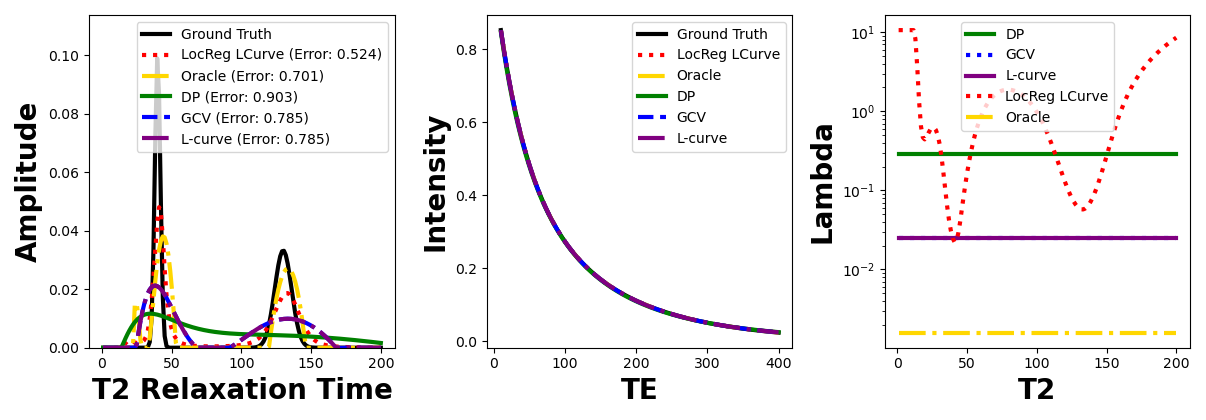 Amplitude
0.10
0.08
0.06
0.04
0.02
0.00
0
50
100
150
200
T2 Relaxation Time
Ground Truth
LocReg LCurve (Error: 0.524)
Oracle (Error: 0.701)
DP (Error: 0.903)
GCV (Error: 0.785)
L-curve (Error: 0.785)
Intensity
0.8
0.6
0.4
0.2
0.0
0
100
200
300
400
TE
Ground Truth
LocReg LCurve
Oracle
DP
GCV
L-curve
Lambda
10¹
10⁰
10⁻¹
10⁻²
0
50
100
150
200
T2
DP
GCV
L-curve
LocReg LCurve
Oracle